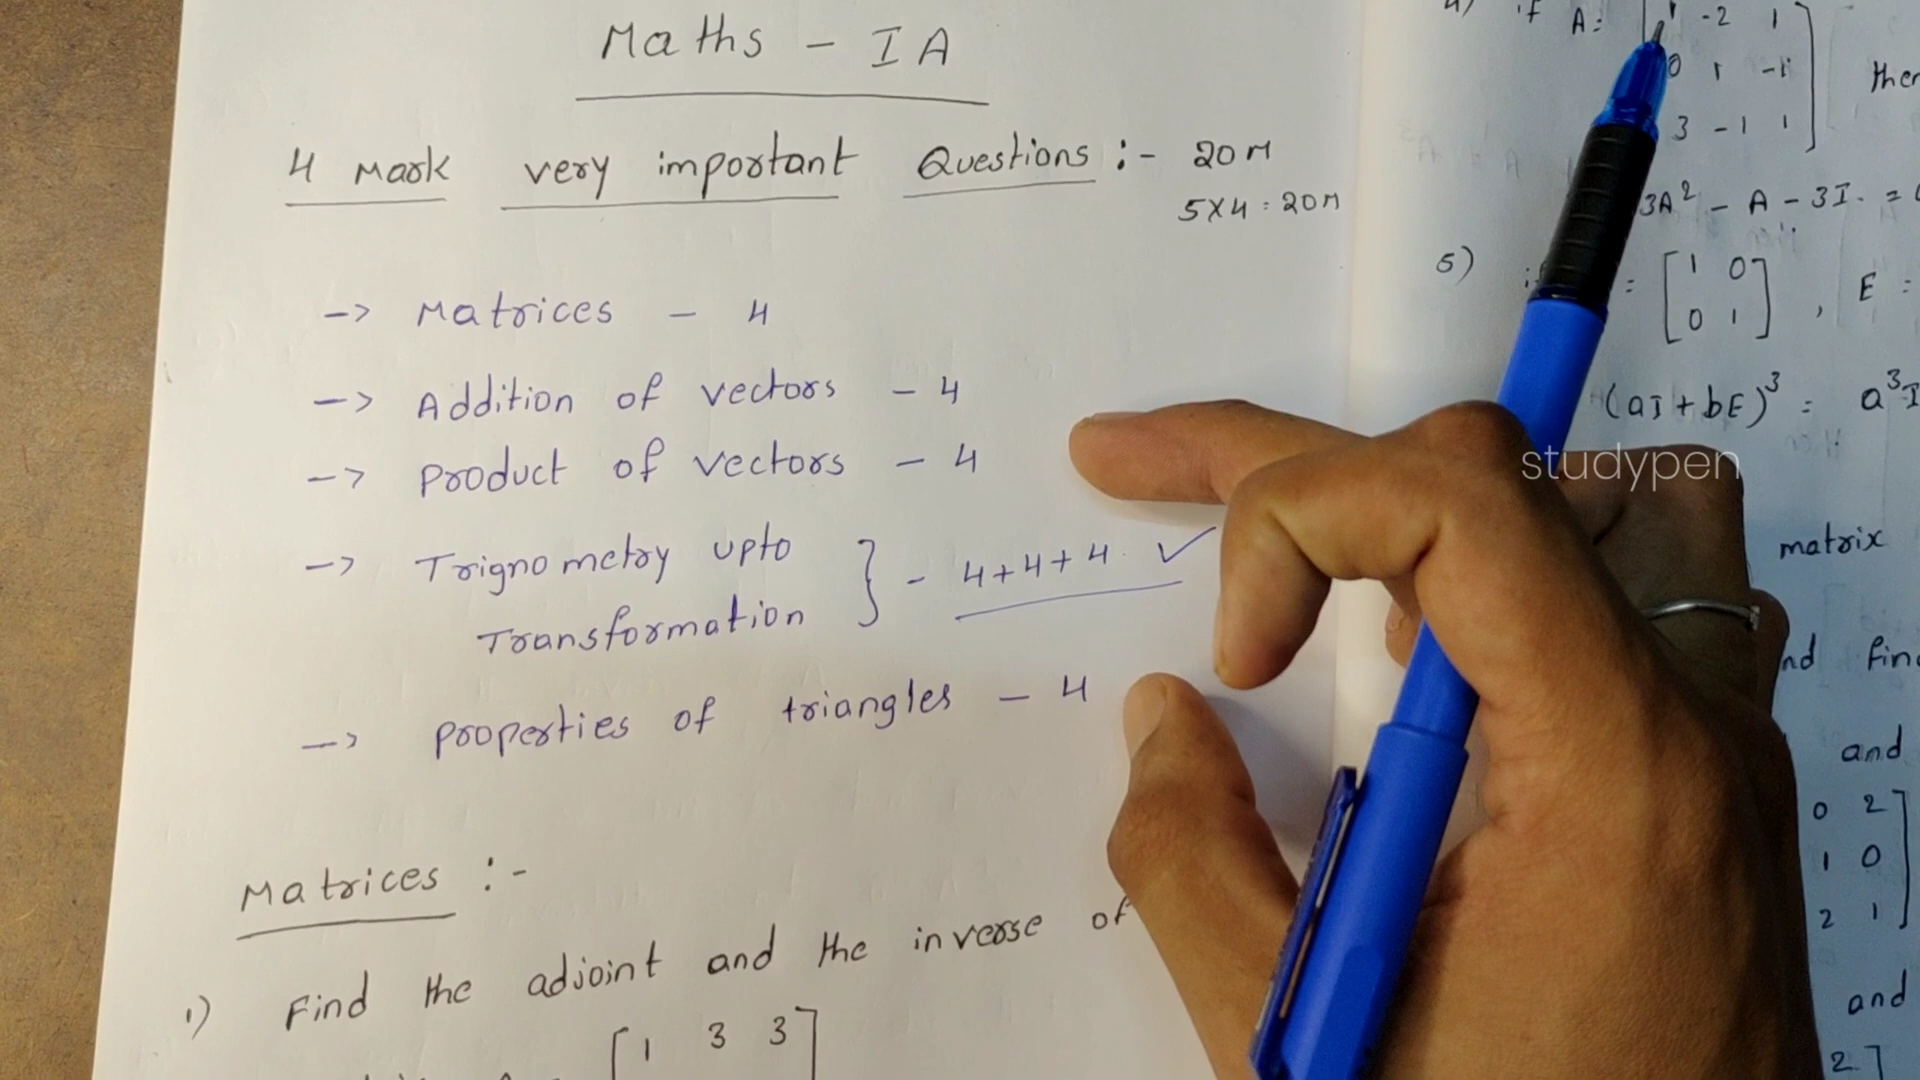 Maths - IA
4 Mark very important Questions :- 20M
5X4 = 20M
-> Matrices - 4
-> Addition of vectors - 4
-> Product of vectors - 4
-> Trignometry upto
Transformation } - 4+4+4 ✓
-> Properties of triangles - 4
Matrices :-
1) Find the adjoint and the inverse of
[ 1 3 3 ]
4) if A = -2 1
0 1 -1
3 -1 1
3A² - A - 3I =
5) = [ 1 0
0 1 ] , E =
(aI + bE)³ = a³I
studypen
matrix
find
and
0 2
1 0
2 1
and
2